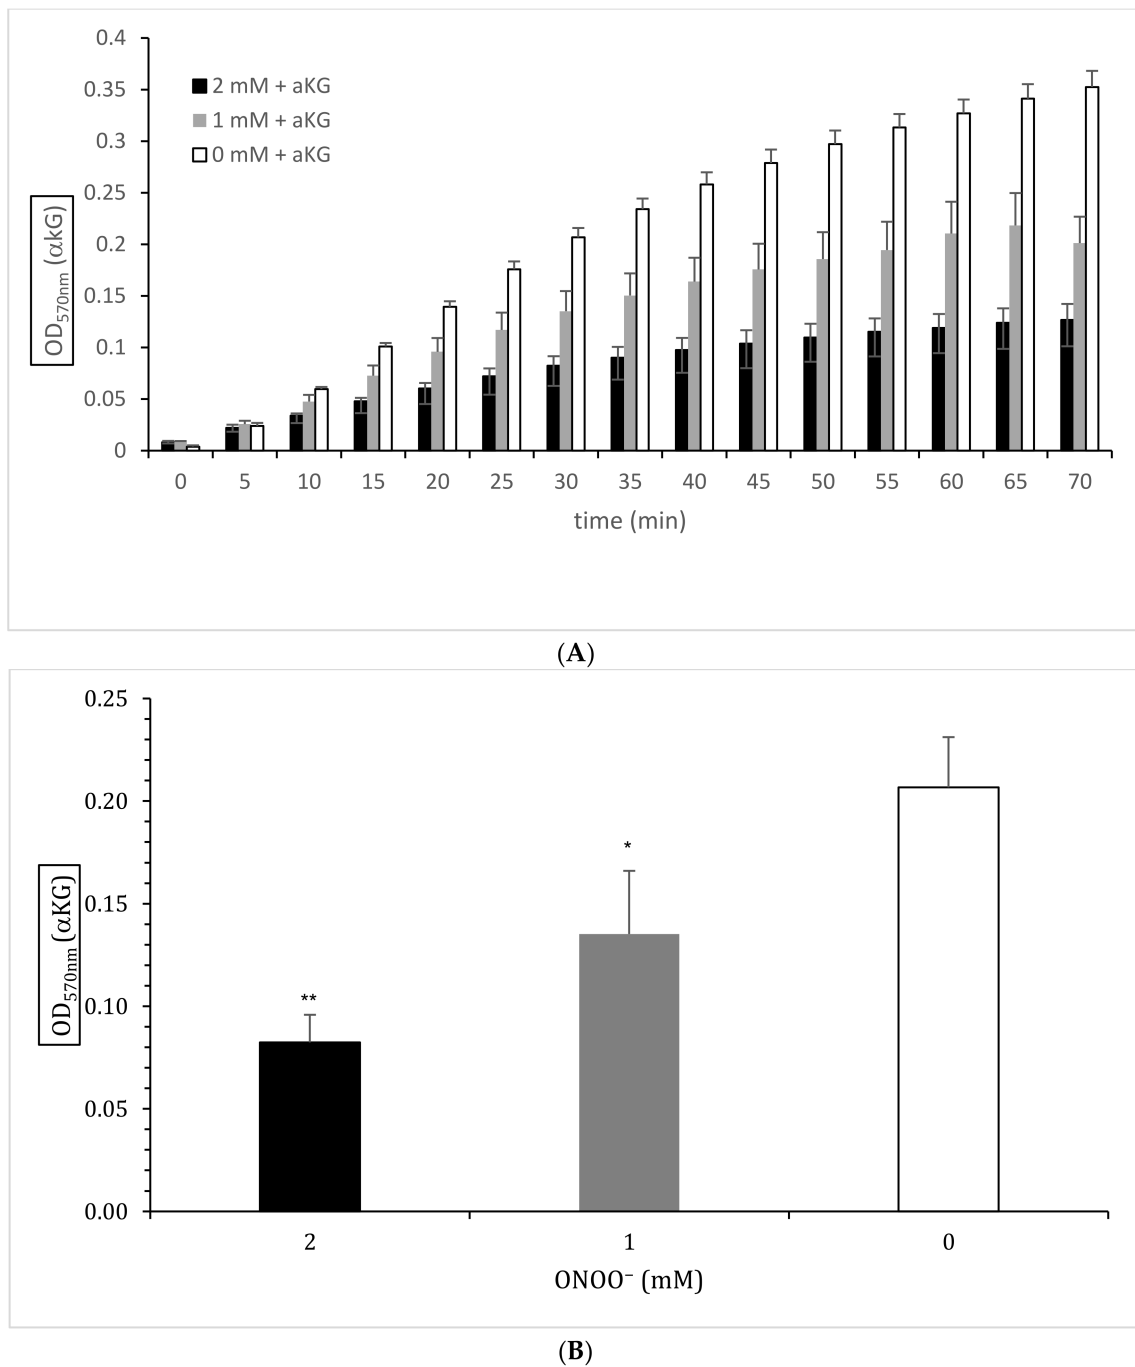 0.4
0.35
0.3
0.25
0.2
0.15
0.1
0.05
0
2 mM + aKG
1 mM + aKG
0 mM + aKG
OD570nm (αkG)
0 5 10 15 20 25 30 35 40 45 50 55 60 65 70
time (min)
(A)
0.25
0.20
0.15
0.10
0.05
0.00
**
*
OD570nm (αKG)
2 1 0
ONOO⁻ (mM)
(B)